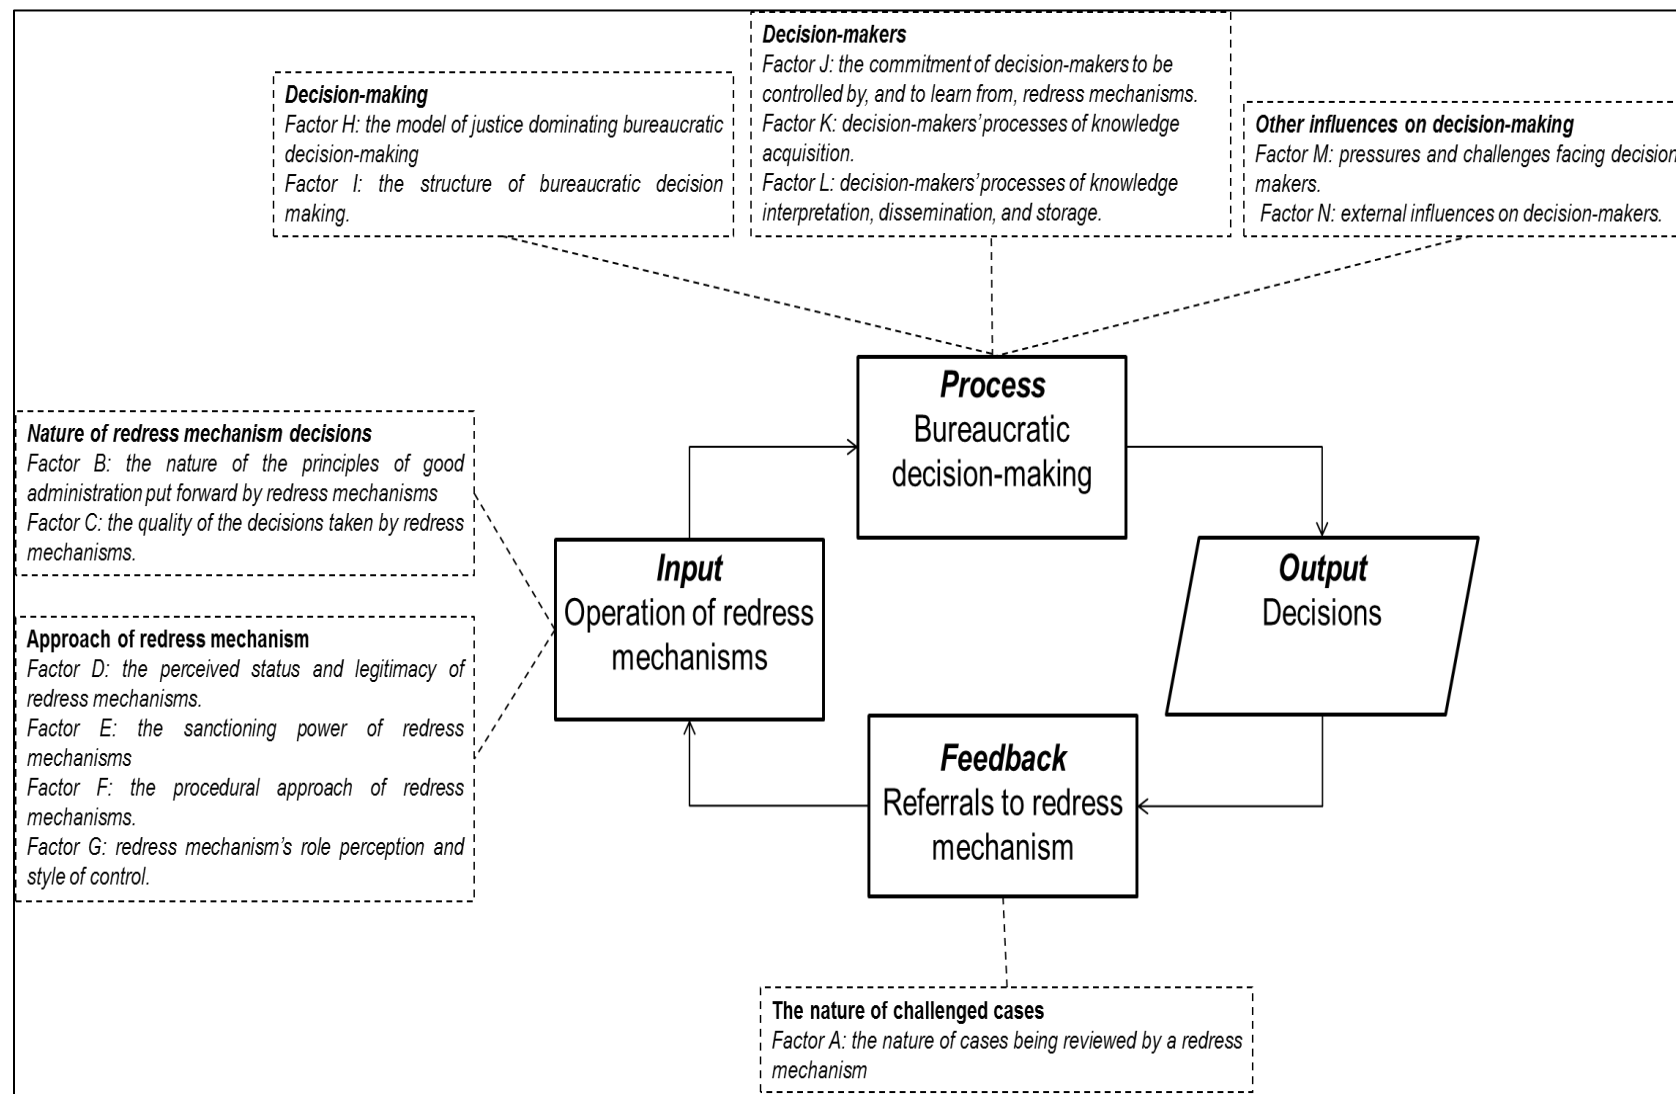 Decision-making
Factor H: the model of justice dominating bureaucratic
decision-making
Factor I: the structure of bureaucratic decision
making.
Decision-makers
Factor J: the commitment of decision-makers to be
controlled by, and to learn from, redress mechanisms.
Factor K: decision-makers' processes of knowledge
acquisition.
Factor L: decision-makers' processes of knowledge
interpretation, dissemination, and storage.
Other influences on decision-making
Factor M: pressures and challenges facing decision
makers.
Factor N: external influences on decision-makers.
Process
Bureaucratic
decision-making
Nature of redress mechanism decisions
Factor B: the nature of the principles of good
administration put forward by redress mechanisms
Factor C: the quality of the decisions taken by redress
mechanisms.
Input
Operation of redress
mechanisms
Output
Decisions
Approach of redress mechanism
Factor D: the perceived status and legitimacy of
redress mechanisms.
Factor E: the sanctioning power of redress
mechanisms
Factor F: the procedural approach of redress
mechanisms.
Factor G: redress mechanism's role perception and
style of control.
Feedback
Referrals to redress
mechanism
The nature of challenged cases
Factor A: the nature of cases being reviewed by a redress
mechanism